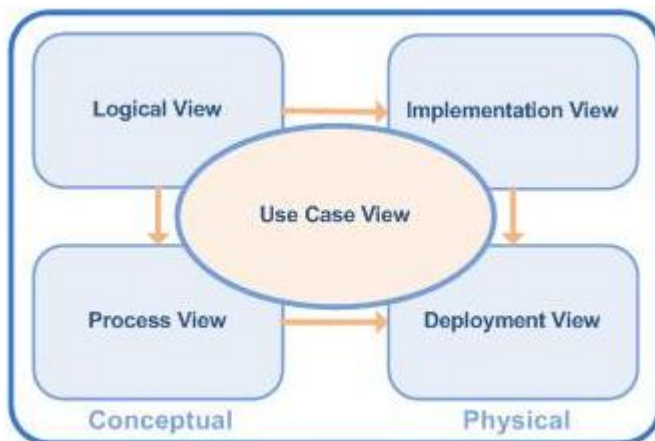 Logical View
Implementation View
Use Case View
Process View
Deployment View
Conceptual
Physical